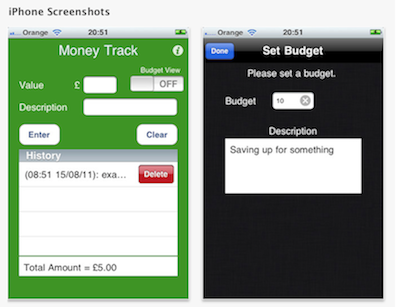 iPhone Screenshots
Orange 20:51
Money Track
Budget View
Value £ OFF
Description
Enter Clear
History
(08:51 15/08/11): exa... Delete
Total Amount = £5.00
Orange 20:51
Done Set Budget
Please set a budget.
Budget 10
Description
Saving up for something